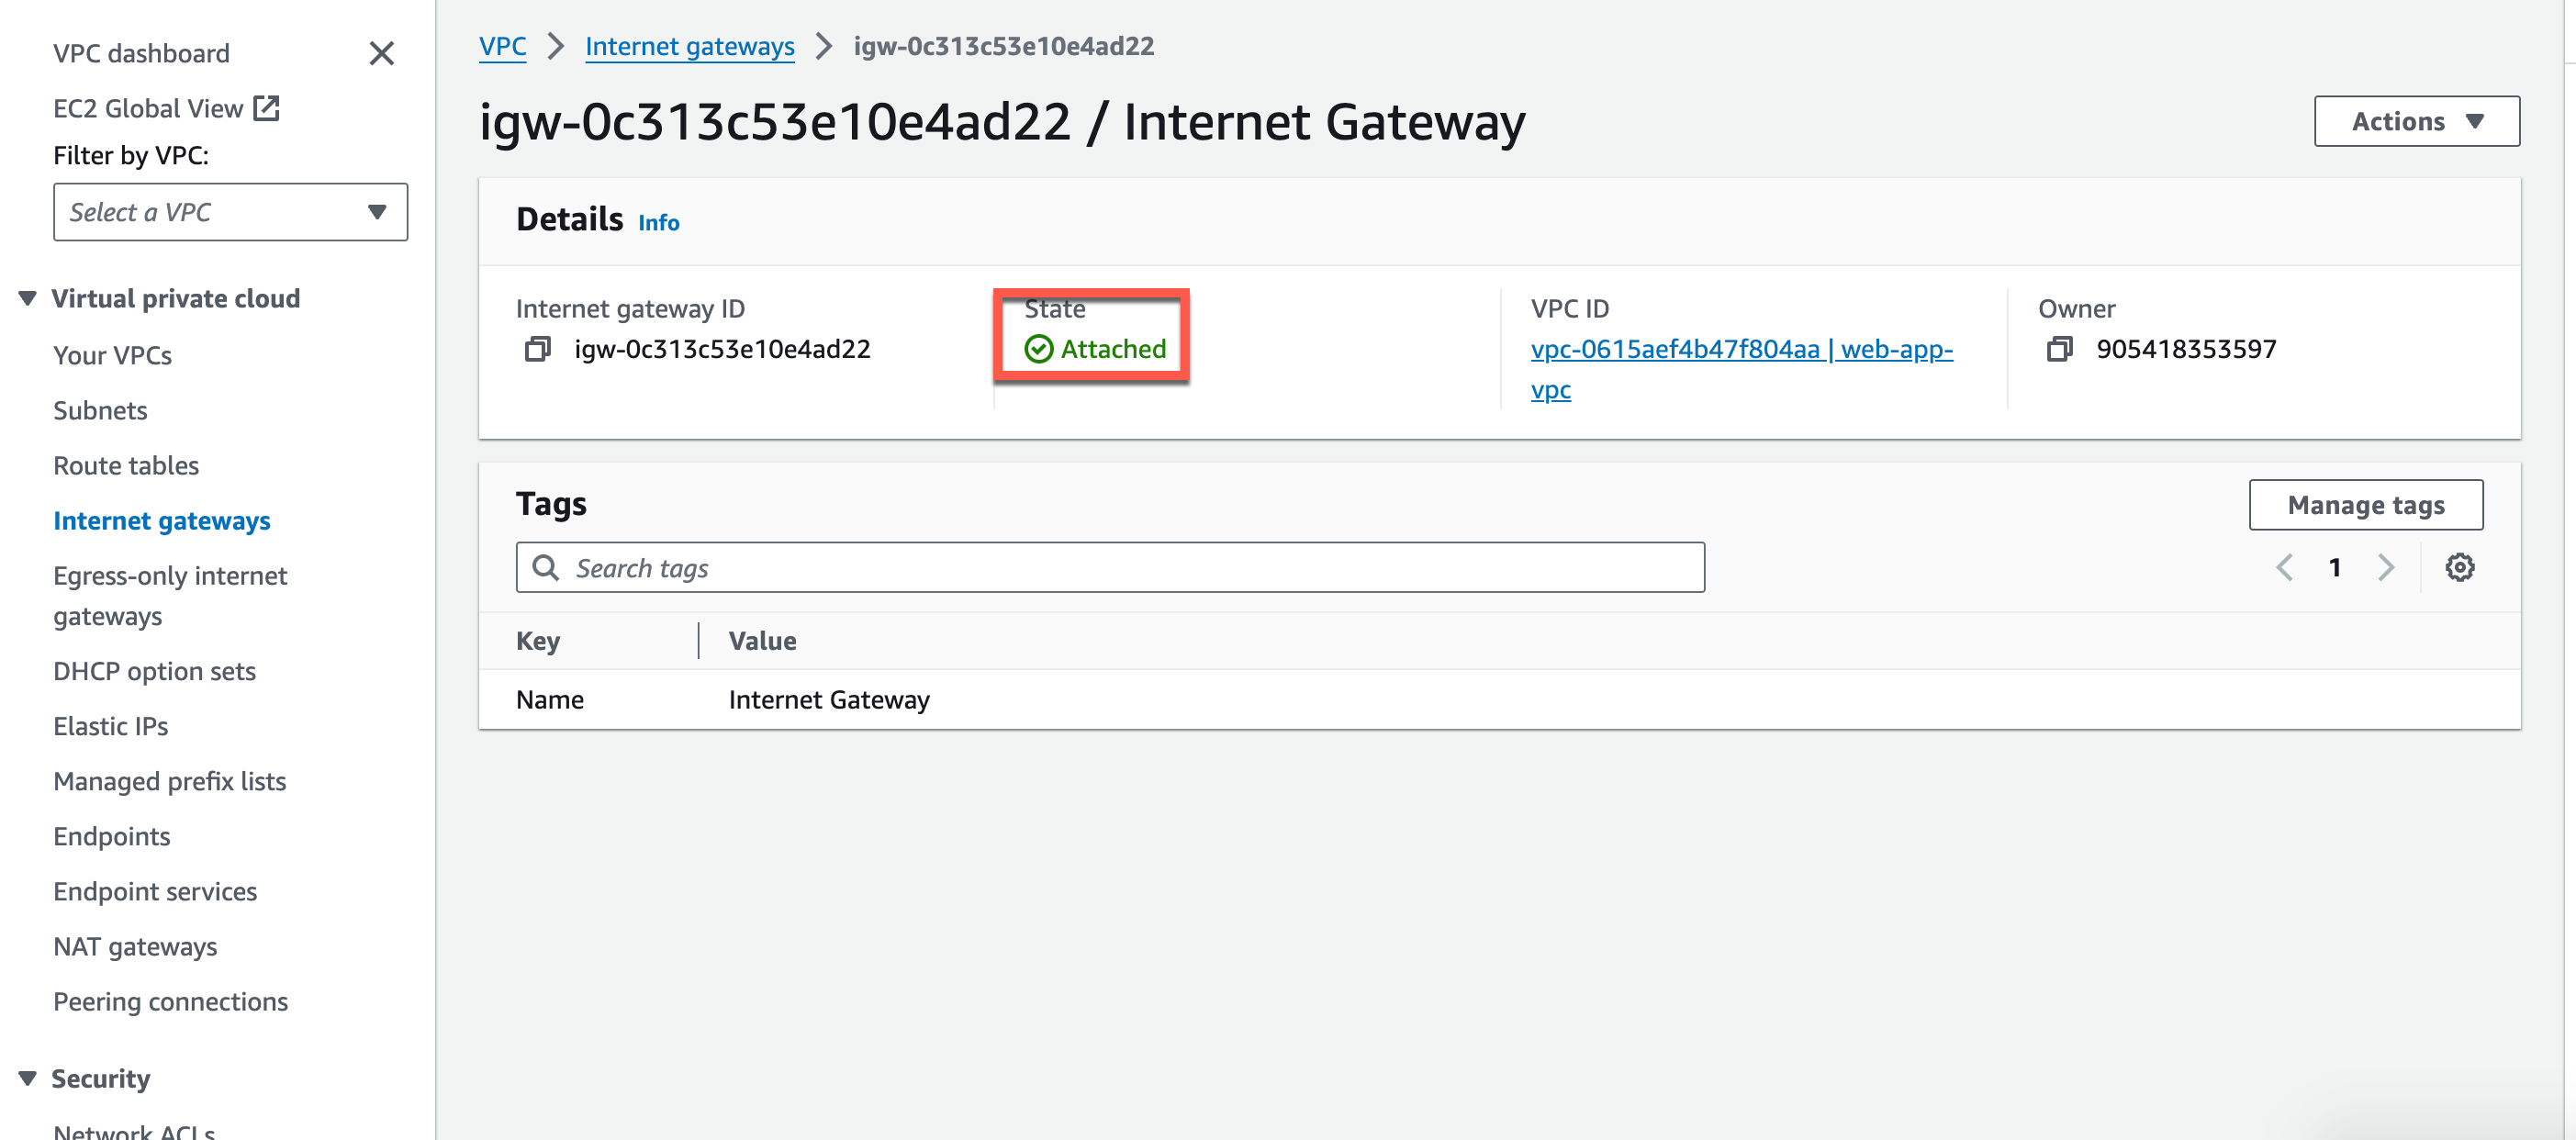 VPC dashboard
EC2 Global View
Filter by VPC:
Select a VPC
Virtual private cloud
Your VPCs
Subnets
Route tables
Internet gateways
Egress-only internet
gateways
DHCP option sets
Elastic IPs
Managed prefix lists
Endpoints
Endpoint services
NAT gateways
Peering connections
Security
Network ACLs
VPC > Internet gateways > igw-0c313c53e10e4ad22
igw-0c313c53e10e4ad22 / Internet Gateway
Actions
Details Info
Internet gateway ID
igw-0c313c53e10e4ad22
State
Attached
VPC ID
vpc-0615aef4b47f804aa | web-app-
vpc
Owner
905418353597
Tags
Manage tags
Search tags
1
Key Value
Name Internet Gateway